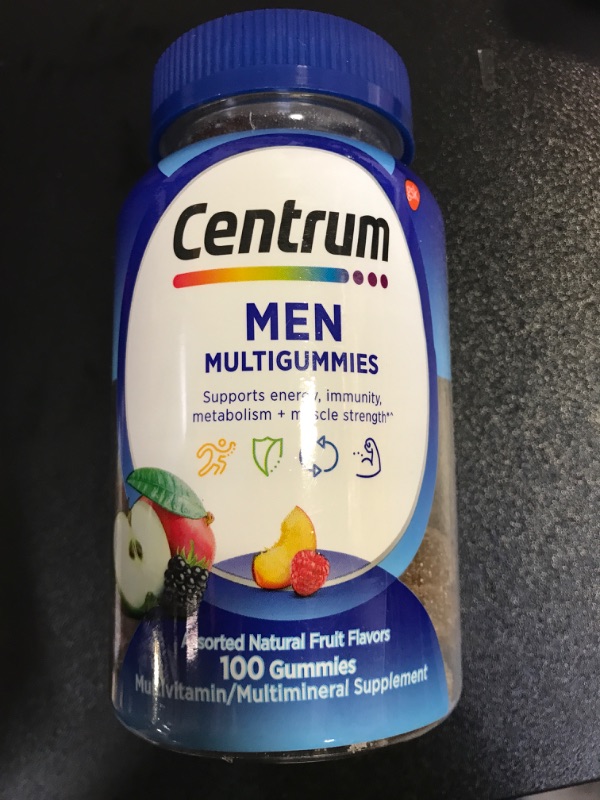 Centrum
MEN
MULTIGUMMIES
Supports energy, immunity,
metabolism + muscle strength*^
Assorted Natural Fruit Flavors
100 Gummies
Multivitamin/Multimineral Supplement